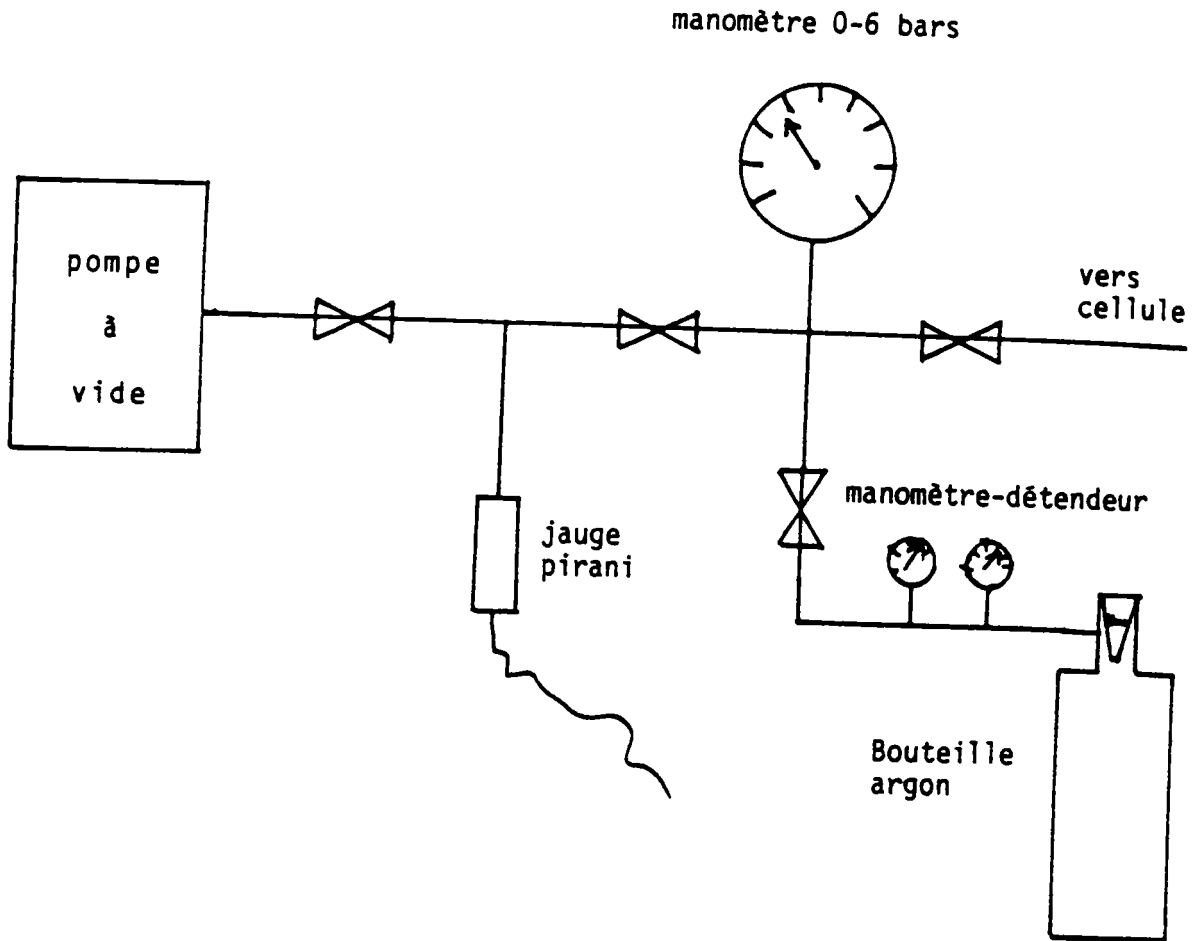 manomètre 0-6 bars
pompe
à
vide
vers
cellule
manomètre-détendeur
jauge
pirani
Bouteille
argon